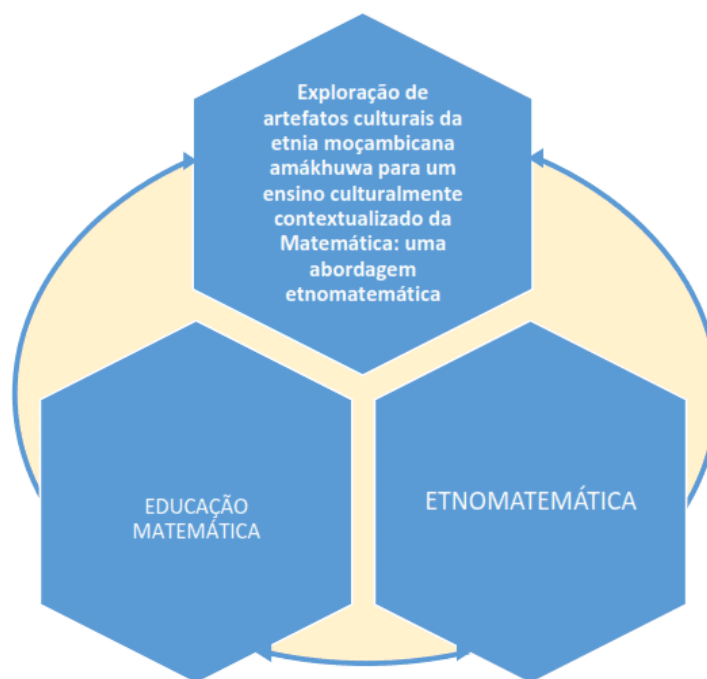 Exploração de
artefatos culturais da
etnia moçambicana
amákhuwa para um
ensino culturalmente
contextualizado da
Matemática: uma
abordagem
etnomatemática
EDUCAÇÃO
MATEMÁTICA
ETNOMATEMÁTICA